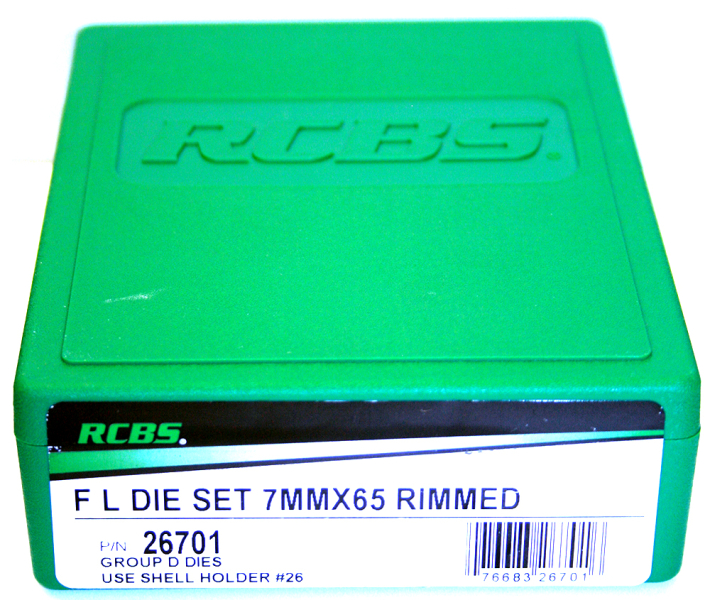 RCBS.
RCBS.
F L DIE SET 7MMX65 RIMMED
P/N 26701
GROUP D DIES
USE SHELL HOLDER #26
76683 26701